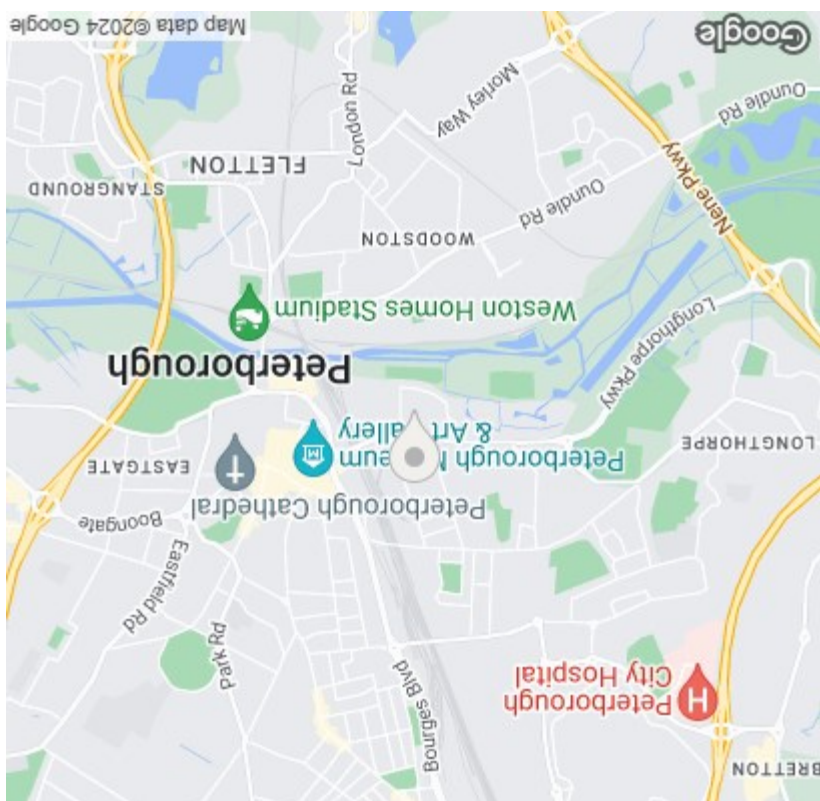 BRETTON
Peterborough
City Hospital
Bourges Blvd
Park Rd
Eastfield Rd
Boongate
Peterborough Cathedral
EASTGATE
LONGTHORPE
Peterborough Museum
& Art Gallery
Longthorpe Pkwy
Peterborough
Weston Homes Stadium
Nene Pkwy
WOODSTON
Oundle Rd
STANGROUND
FLETTON
London Rd
Oundle Rd
Morley Way
Google
Map data ©2024 Google